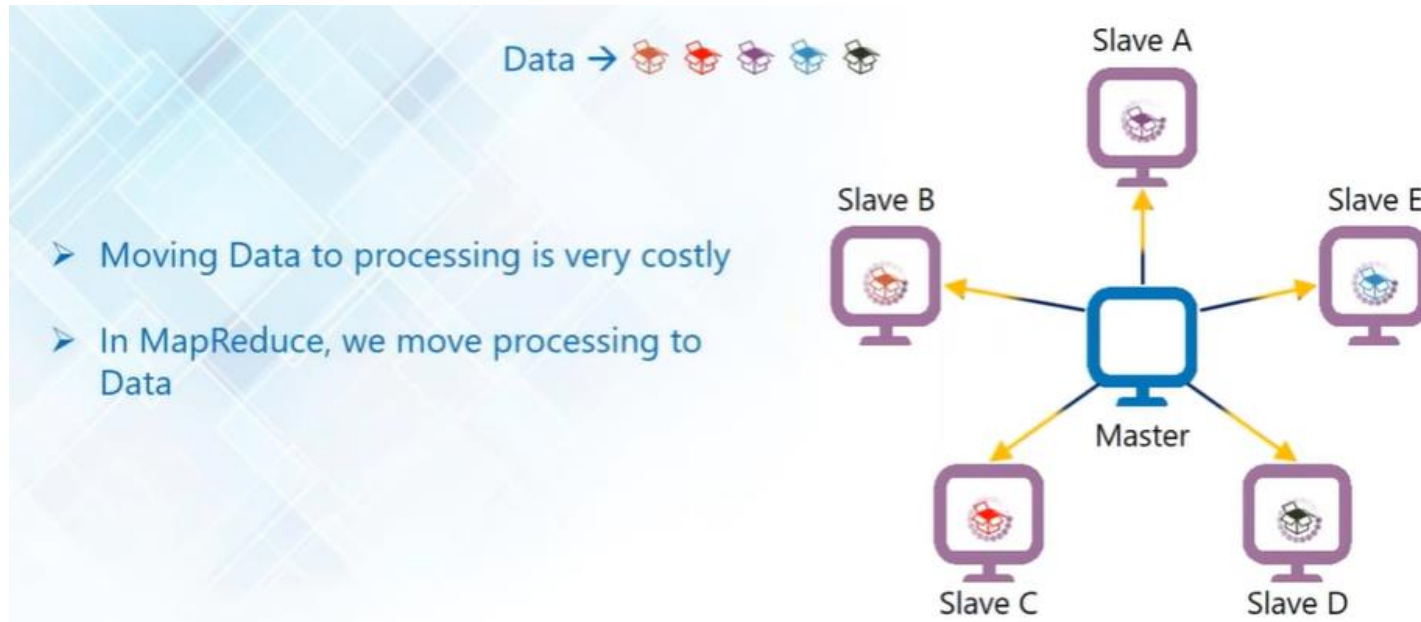 Data →
Slave A
Slave B
Slave E
➤ Moving Data to processing is very costly
➤ In MapReduce, we move processing to
Data
Master
Slave C
Slave D